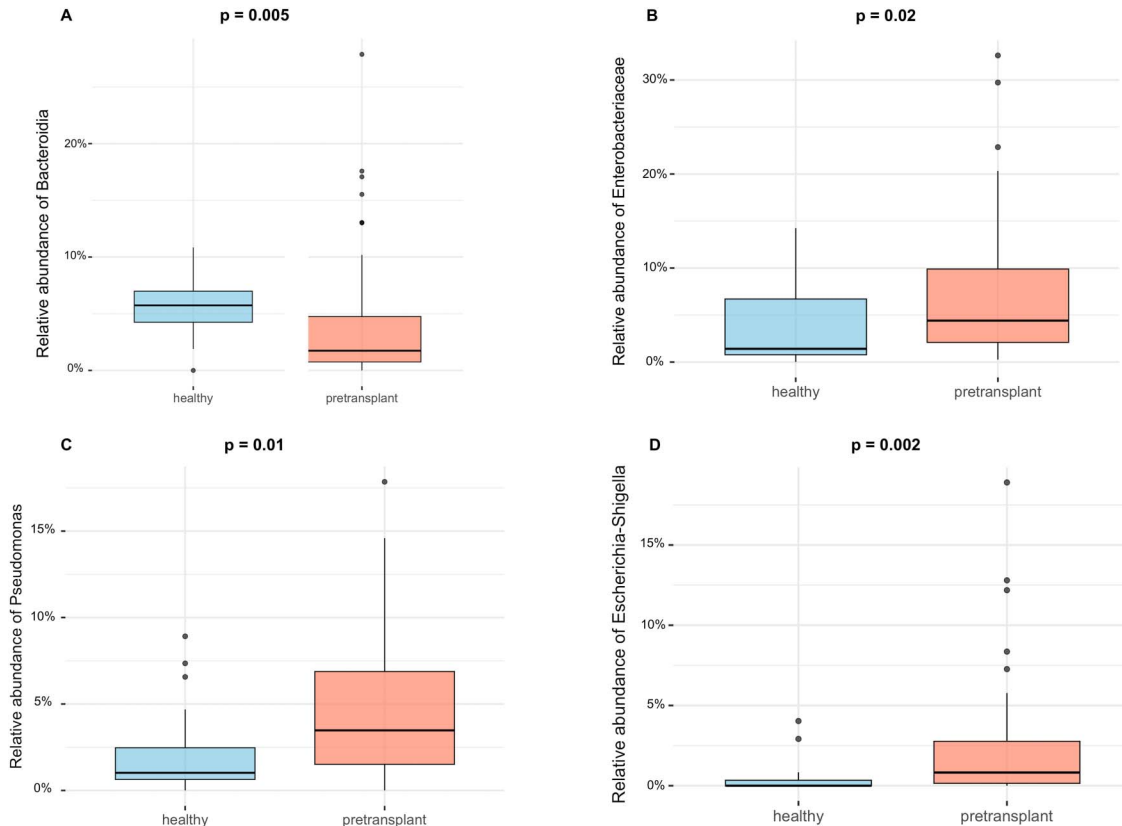 A
p = 0.005
Relative abundance of Bacteroidia
20%
10%
0%
healthy
pretransplant
B
p = 0.02
Relative abundance of Enterobacteriaceae
30%
20%
10%
0%
healthy
pretransplant
C
p = 0.01
Relative abundance of Pseudomonas
15%
10%
5%
0%
healthy
pretransplant
D
p = 0.002
Relative abundance of Escherichia-Shigella
15%
10%
5%
0%
healthy
pretransplant